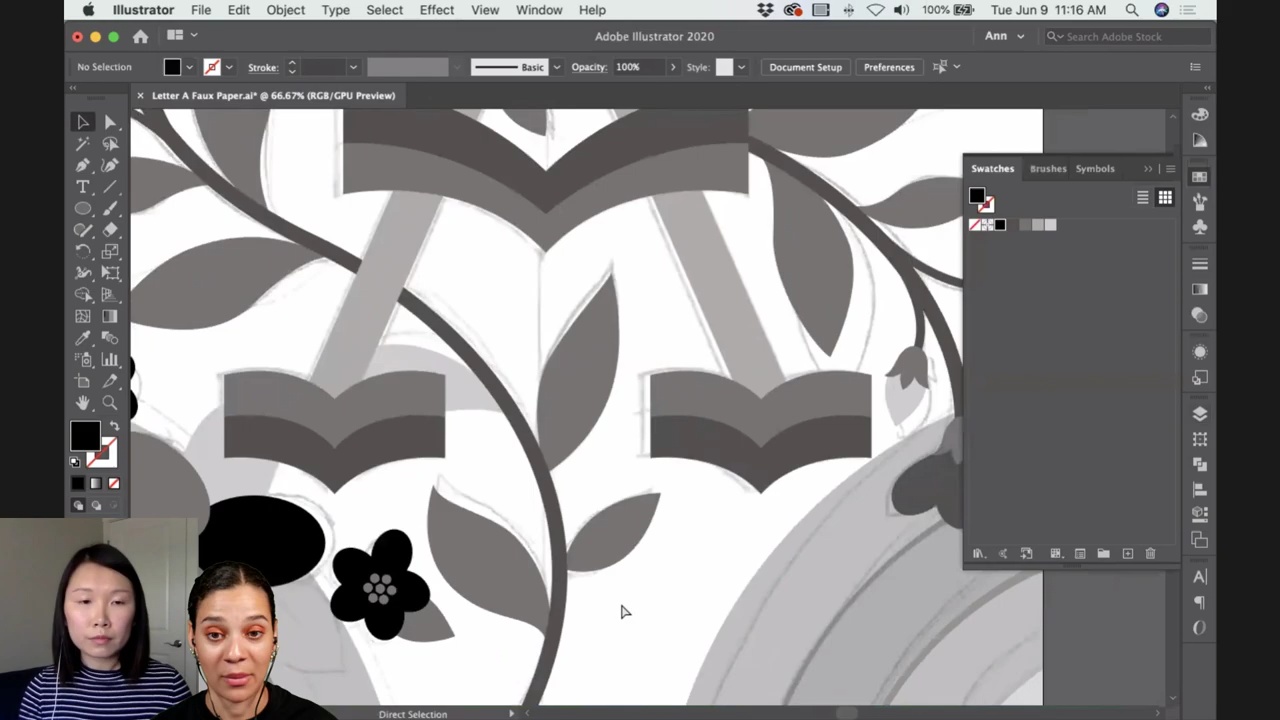 Illustrator File Edit Object Type Select Effect View Window Help 100% Tue Jun 9 11:16 AM
Adobe Illustrator 2020 Ann Search Adobe Stock
No Selection Stroke: Basic Opacity: 100% Style: Document Setup Preferences
× Letter A Faux Paper.ai* @ 66.67% (RGB/GPU Preview)
Swatches Brushes Symbols
Direct Selection